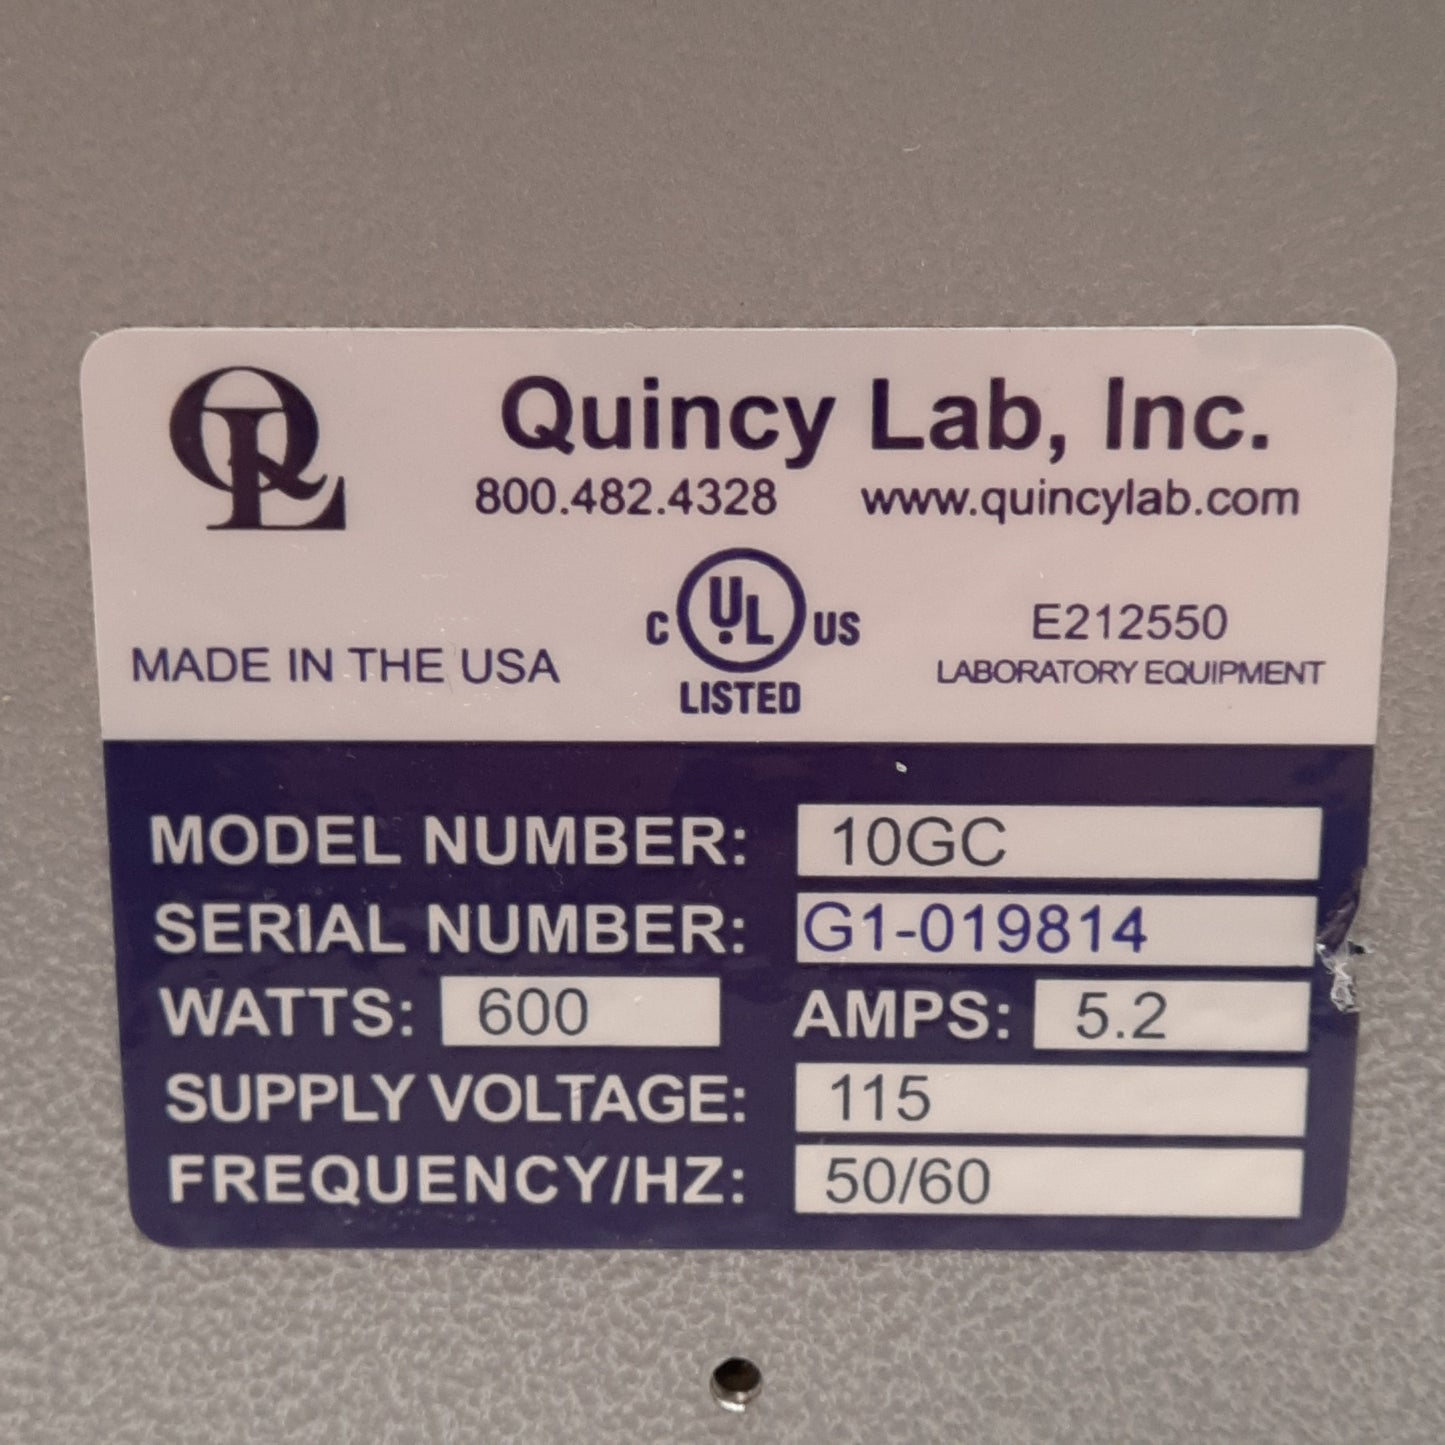 QL
Quincy Lab, Inc.
800.482.4328 www.quincylab.com
MADE IN THE USA
C UL US
LISTED
E212550
LABORATORY EQUIPMENT
MODEL NUMBER: 10GC
SERIAL NUMBER: G1-019814
WATTS: 600 AMPS: 5.2
SUPPLY VOLTAGE: 115
FREQUENCY/HZ: 50/60